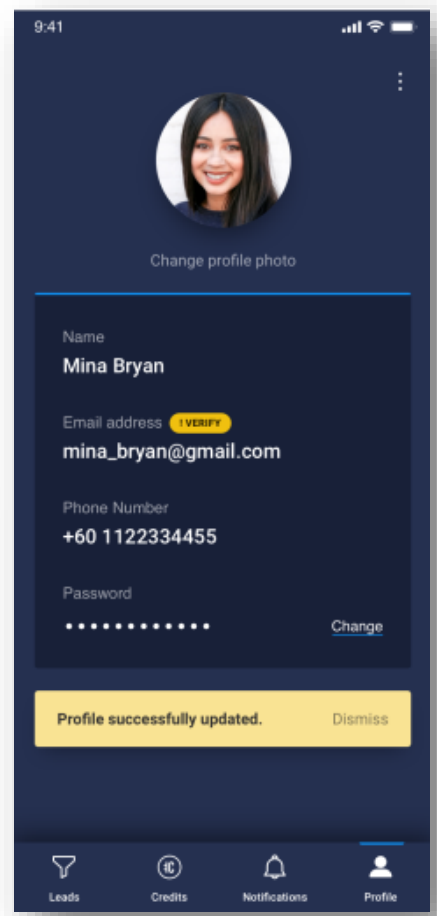 9:41
Change profile photo
Name
Mina Bryan
Email address ! VERIFY
mina_bryan@gmail.com
Phone Number
+60 1122334455
Password
••••••••••••
Change
Profile successfully updated. Dismiss
Leads Credits Notifications Profile